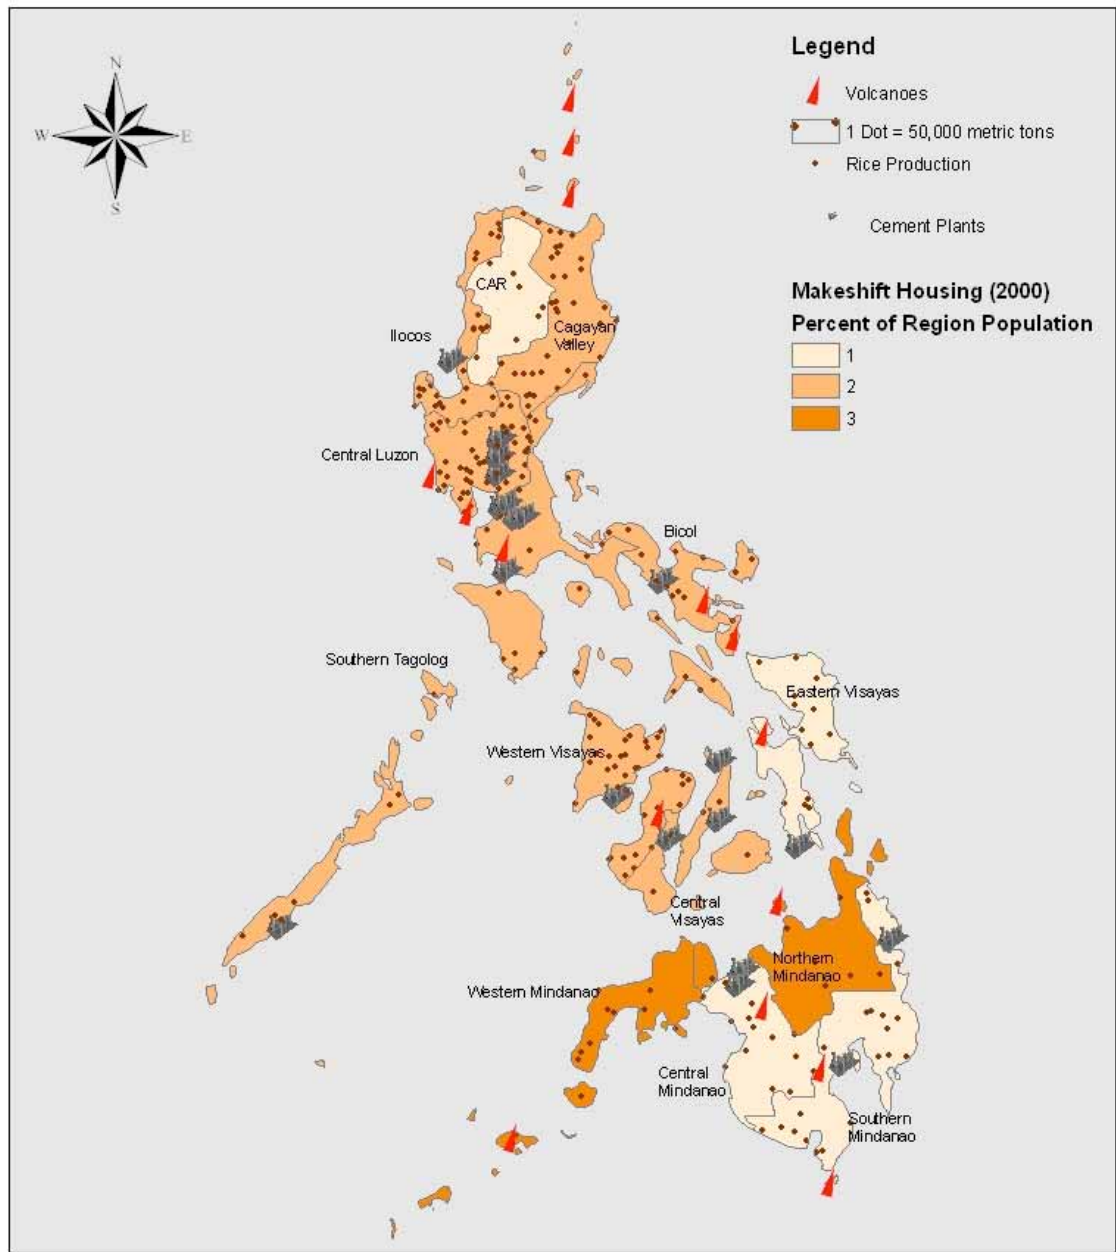 N
W
E
S
Legend
Volcanoes
1 Dot = 50,000 metric tons
Rice Production
Cement Plants
Makeshift Housing (2000)
Percent of Region Population
1
2
3
CAR
Ilocos
Cagayan
Valley
Central Luzon
Bicol
Southern Tagolog
Eastern Visayas
Western Visayas
Central
Visayas
Northern
Mindanao
Western Mindanao
Central
Mindanao
Southern
Mindanao